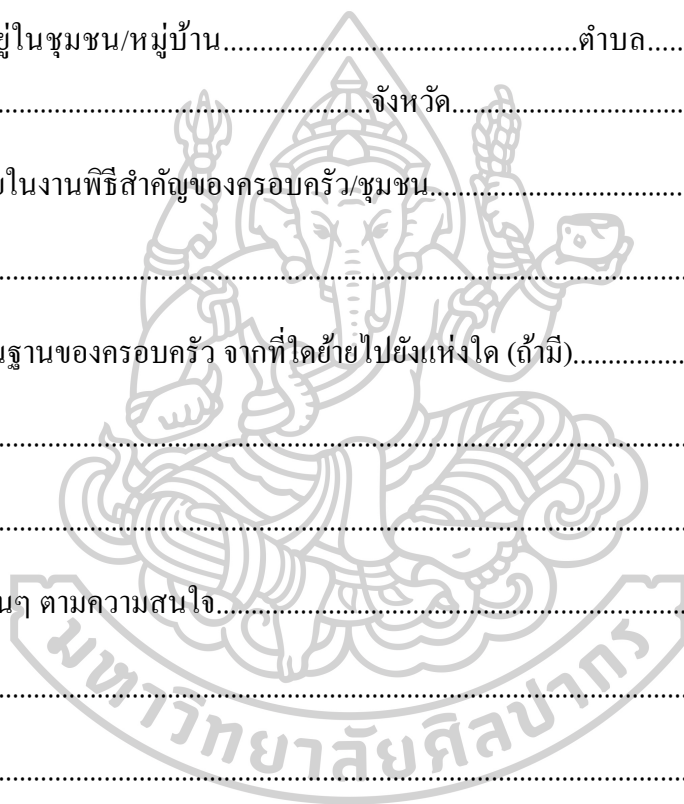 ยู่ในชุมชน/หมู่บ้าน................................................ตำบล.....
..................................................จังหวัด................................
ในงานพิธีสำคัญของครอบครัว/ชุมชน...................................
............................................................................................
ฐานของครอบครัว จากที่ใดย้ายไปยังแห่งใด (ถ้ามี)................
............................................................................................
............................................................................................
นๆ ตามความสนใจ................................................................
............................................................................................
............................................................................................
มหาวิทยาลัยศิลปากร